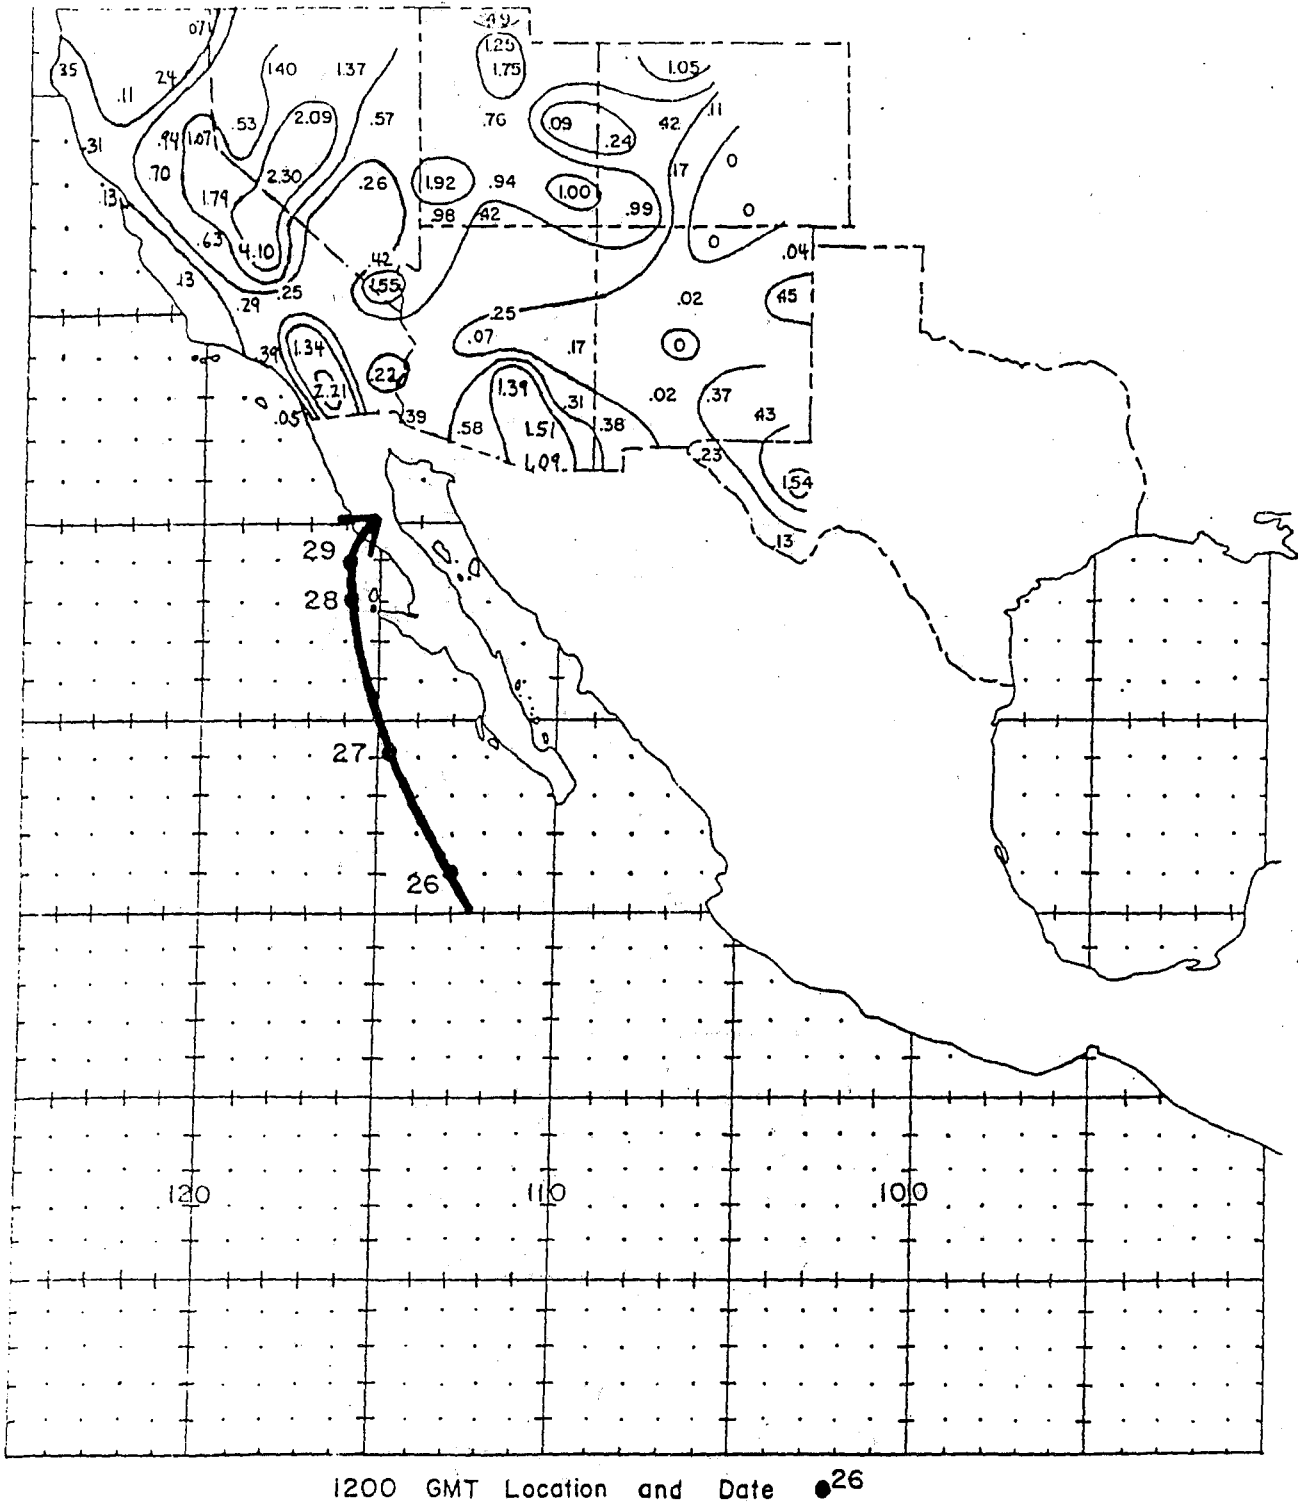 .49
.07
1.25
.35 .24 1.40 1.37 1.75 1.05
.11 .11
.53 2.09 .57 .76 .09 .42
.94 1.07 .24
.31
.70 2.30 .26 1.92 .94 1.00 .17 0
.13 1.79 .98 .42 .99 0
.63 4.10 0
.42 .04
.13 .29 .25 1.55 .02 .45
.25
.07
.39 1.34 .17 0
2.21 .22 1.39 .02 .37
.05 .39 .58 .31 .38 .43
1.51
1.09 .23
1.54
.13
29
28
27
26
120 110 100
1200 GMT Location and Date ●26